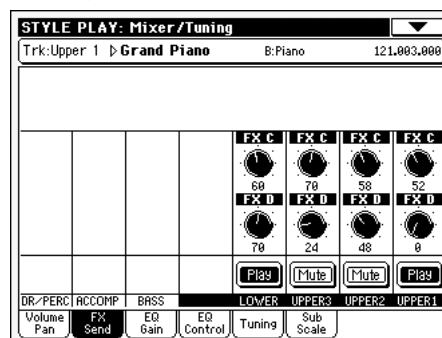 STYLE PLAY: Mixer/Tuning
Trk:Upper 1 ▷Grand Piano B:Piano 121.003.000
FX C FX C FX C FX C
60 70 58 52
FX D FX D FX D FX D
70 24 48 0
Play Mute Mute Play
DR/PERC ACCOMP BASS LOWER UPPER3 UPPER2 UPPER1
Volume Pan FX Send EQ Gain EQ Control Tuning Sub Scale